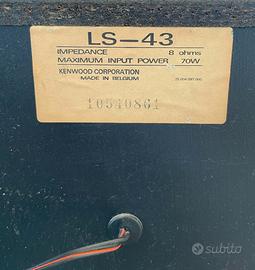 LS-43
IMPEDANCE 8 ohms
MAXIMUM INPUT POWER 70W
KENWOOD CORPORATION
MADE IN BELGIUM
10540861
subito